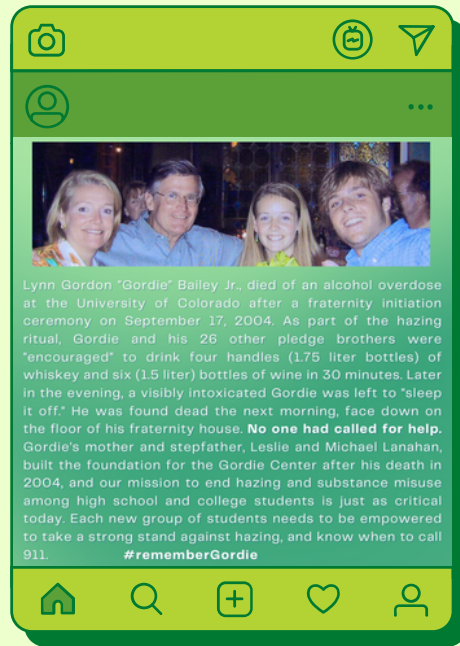 Lynn Gordon "Gordie" Bailey Jr., died of an alcohol overdose
at the University of Colorado after a fraternity initiation
ceremony on September 17, 2004. As part of the hazing
ritual, Gordie and his 26 other pledge brothers were
"encouraged" to drink four handles (1.75 liter bottles) of
whiskey and six (1.5 liter) bottles of wine in 30 minutes. Later
in the evening, a visibly intoxicated Gordie was left to "sleep
it off." He was found dead the next morning, face down on
the floor of his fraternity house. No one had called for help.
Gordie's mother and stepfather, Leslie and Michael Lanahan,
built the foundation for the Gordie Center after his death in
2004, and our mission to end hazing and substance misuse
among high school and college students is just as critical
today. Each new group of students needs to be empowered
to take a strong stand against hazing, and know when to call
911. #rememberGordie